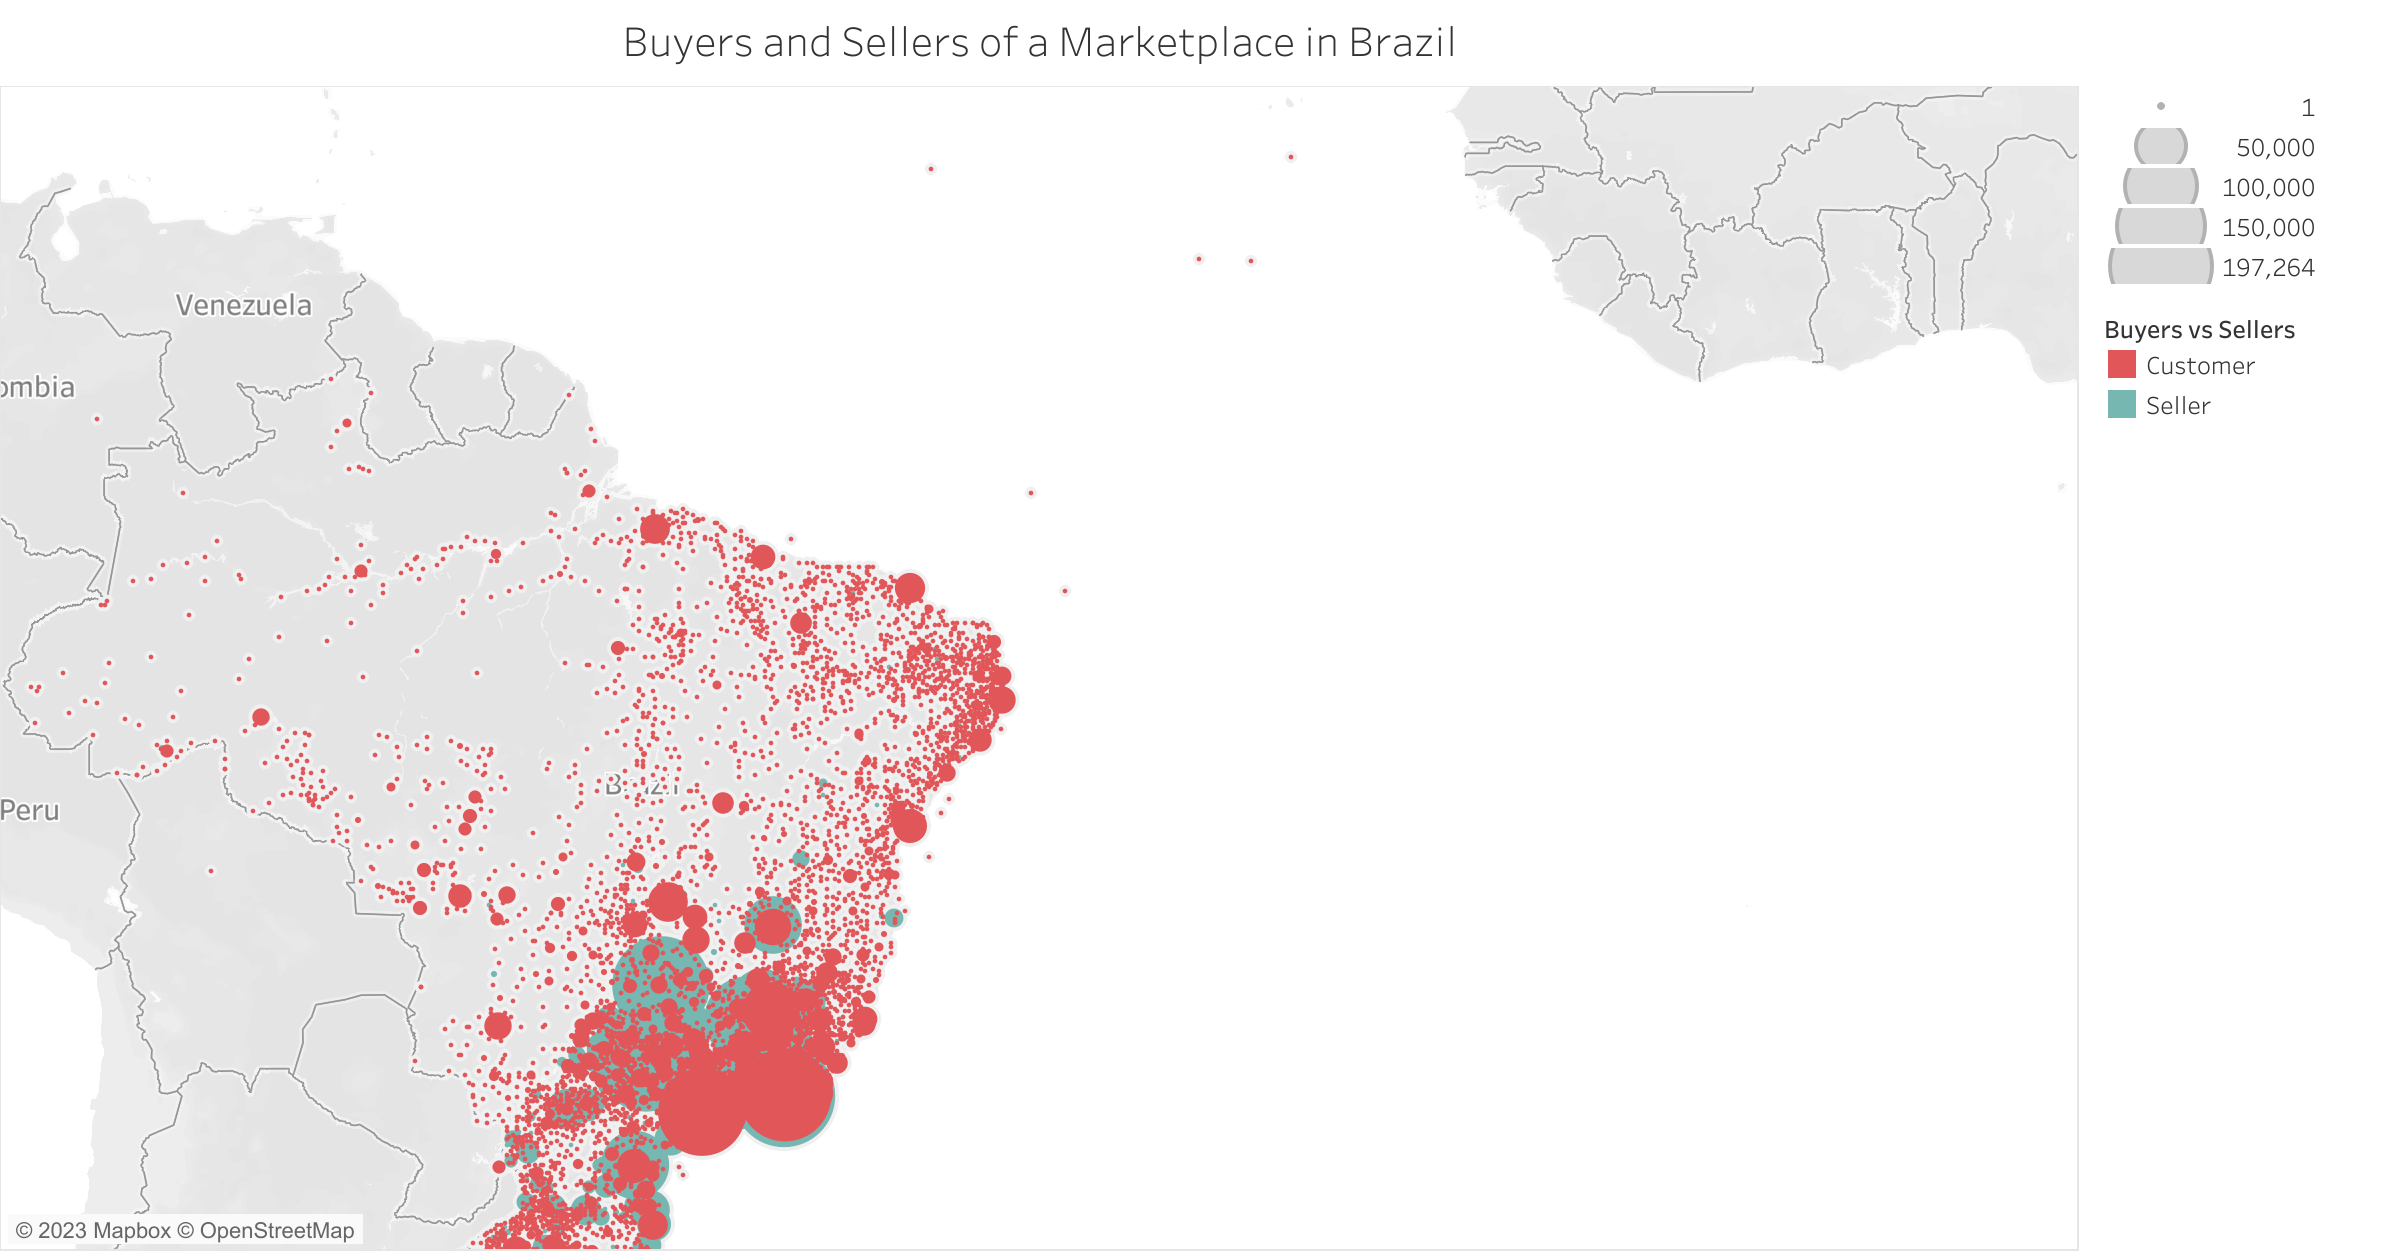 Buyers and Sellers of a Marketplace in Brazil
1
50,000
100,000
150,000
197,264
Buyers vs Sellers
Customer
Seller
Venezuela
ombia
Brazil
Peru
© 2023 Mapbox © OpenStreetMap